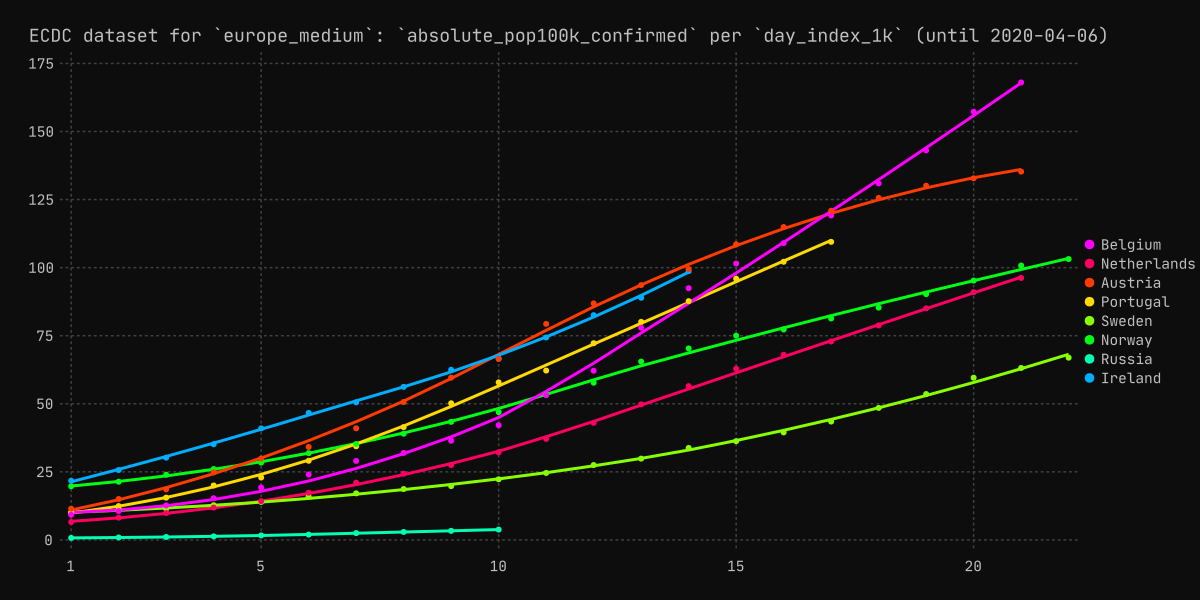 ECDC dataset for `europe_medium`: `absolute_pop100k_confirmed` per `day_index_1k` (until 2020-04-06)
175
150
125
100
75
50
25
0
1 5 10 15 20
Belgium
Netherlands
Austria
Portugal
Sweden
Norway
Russia
Ireland